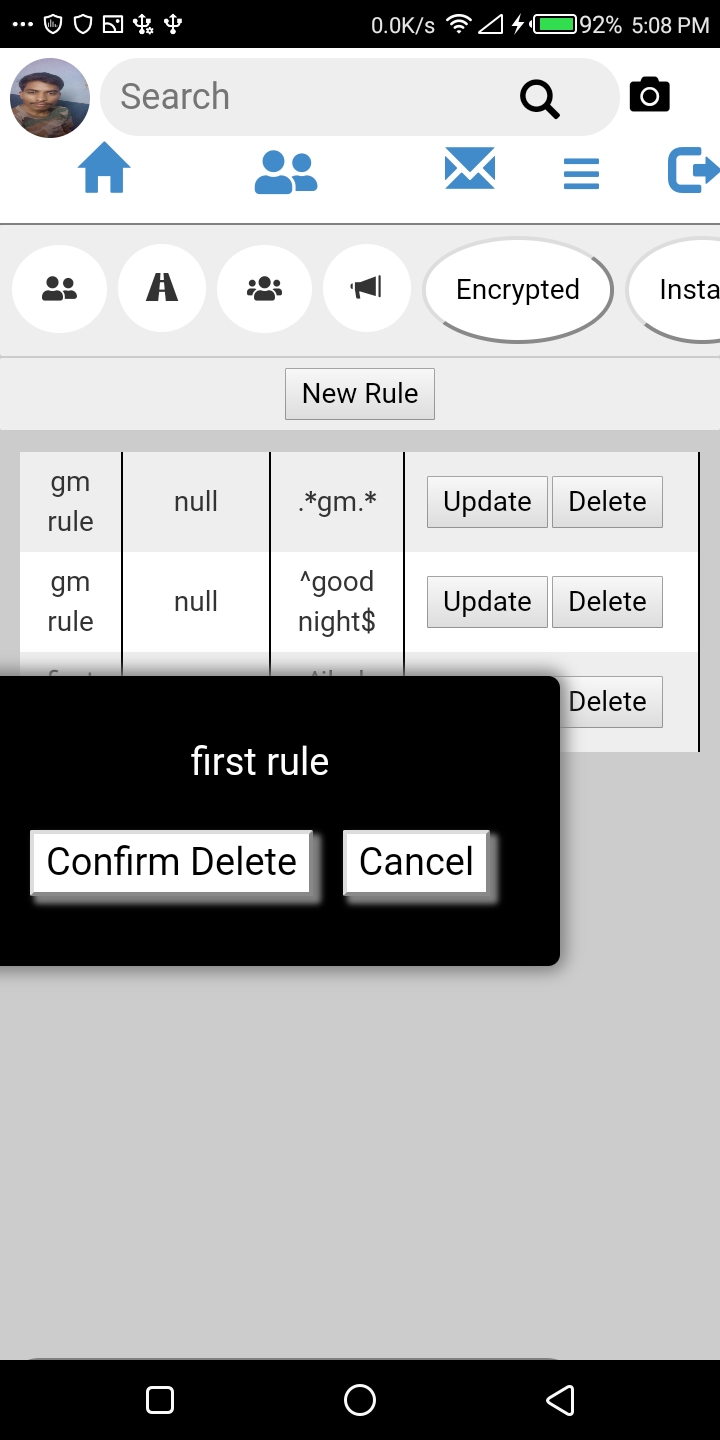 0.0K/s 92% 5:08 PM
Search
Encrypted Insta
New Rule
gm rule null .*gm.* Update Delete
gm rule null ^good night$ Update Delete
Delete
first rule
Confirm Delete Cancel